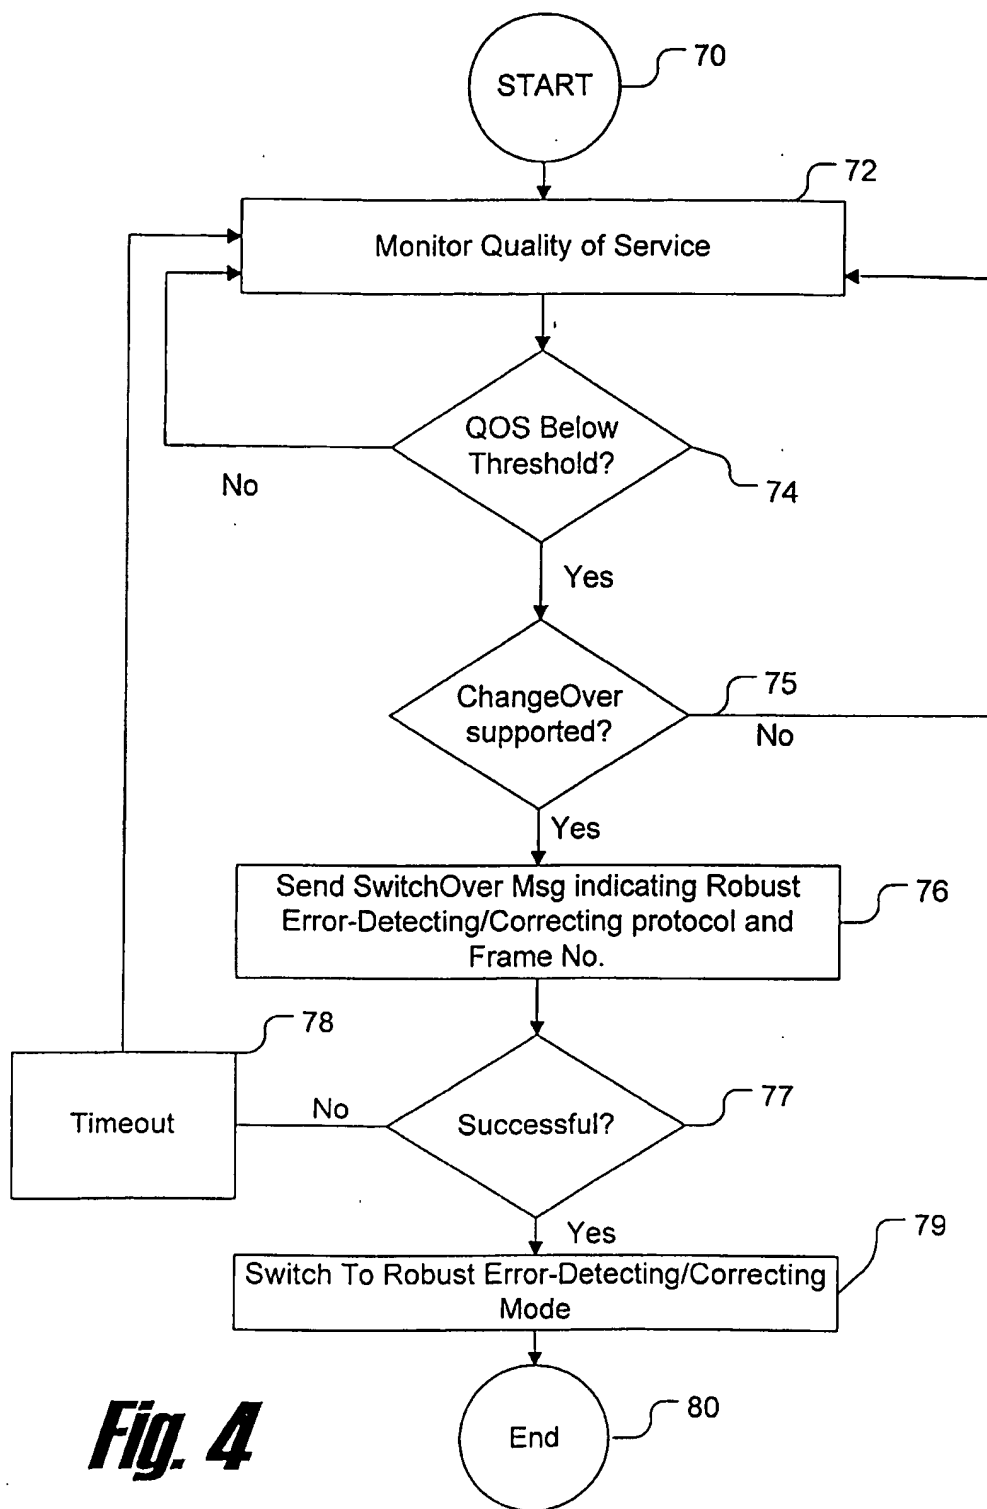 START
70
72
Monitor Quality of Service
QOS Below
Threshold?
74
No
Yes
ChangeOver
supported?
75
No
Yes
Send SwitchOver Msg indicating Robust
Error-Detecting/Correcting protocol and
Frame No.
76
78
Timeout
No
Successful?
77
Yes
79
Switch To Robust Error-Detecting/Correcting
Mode
End
80
Fig. 4